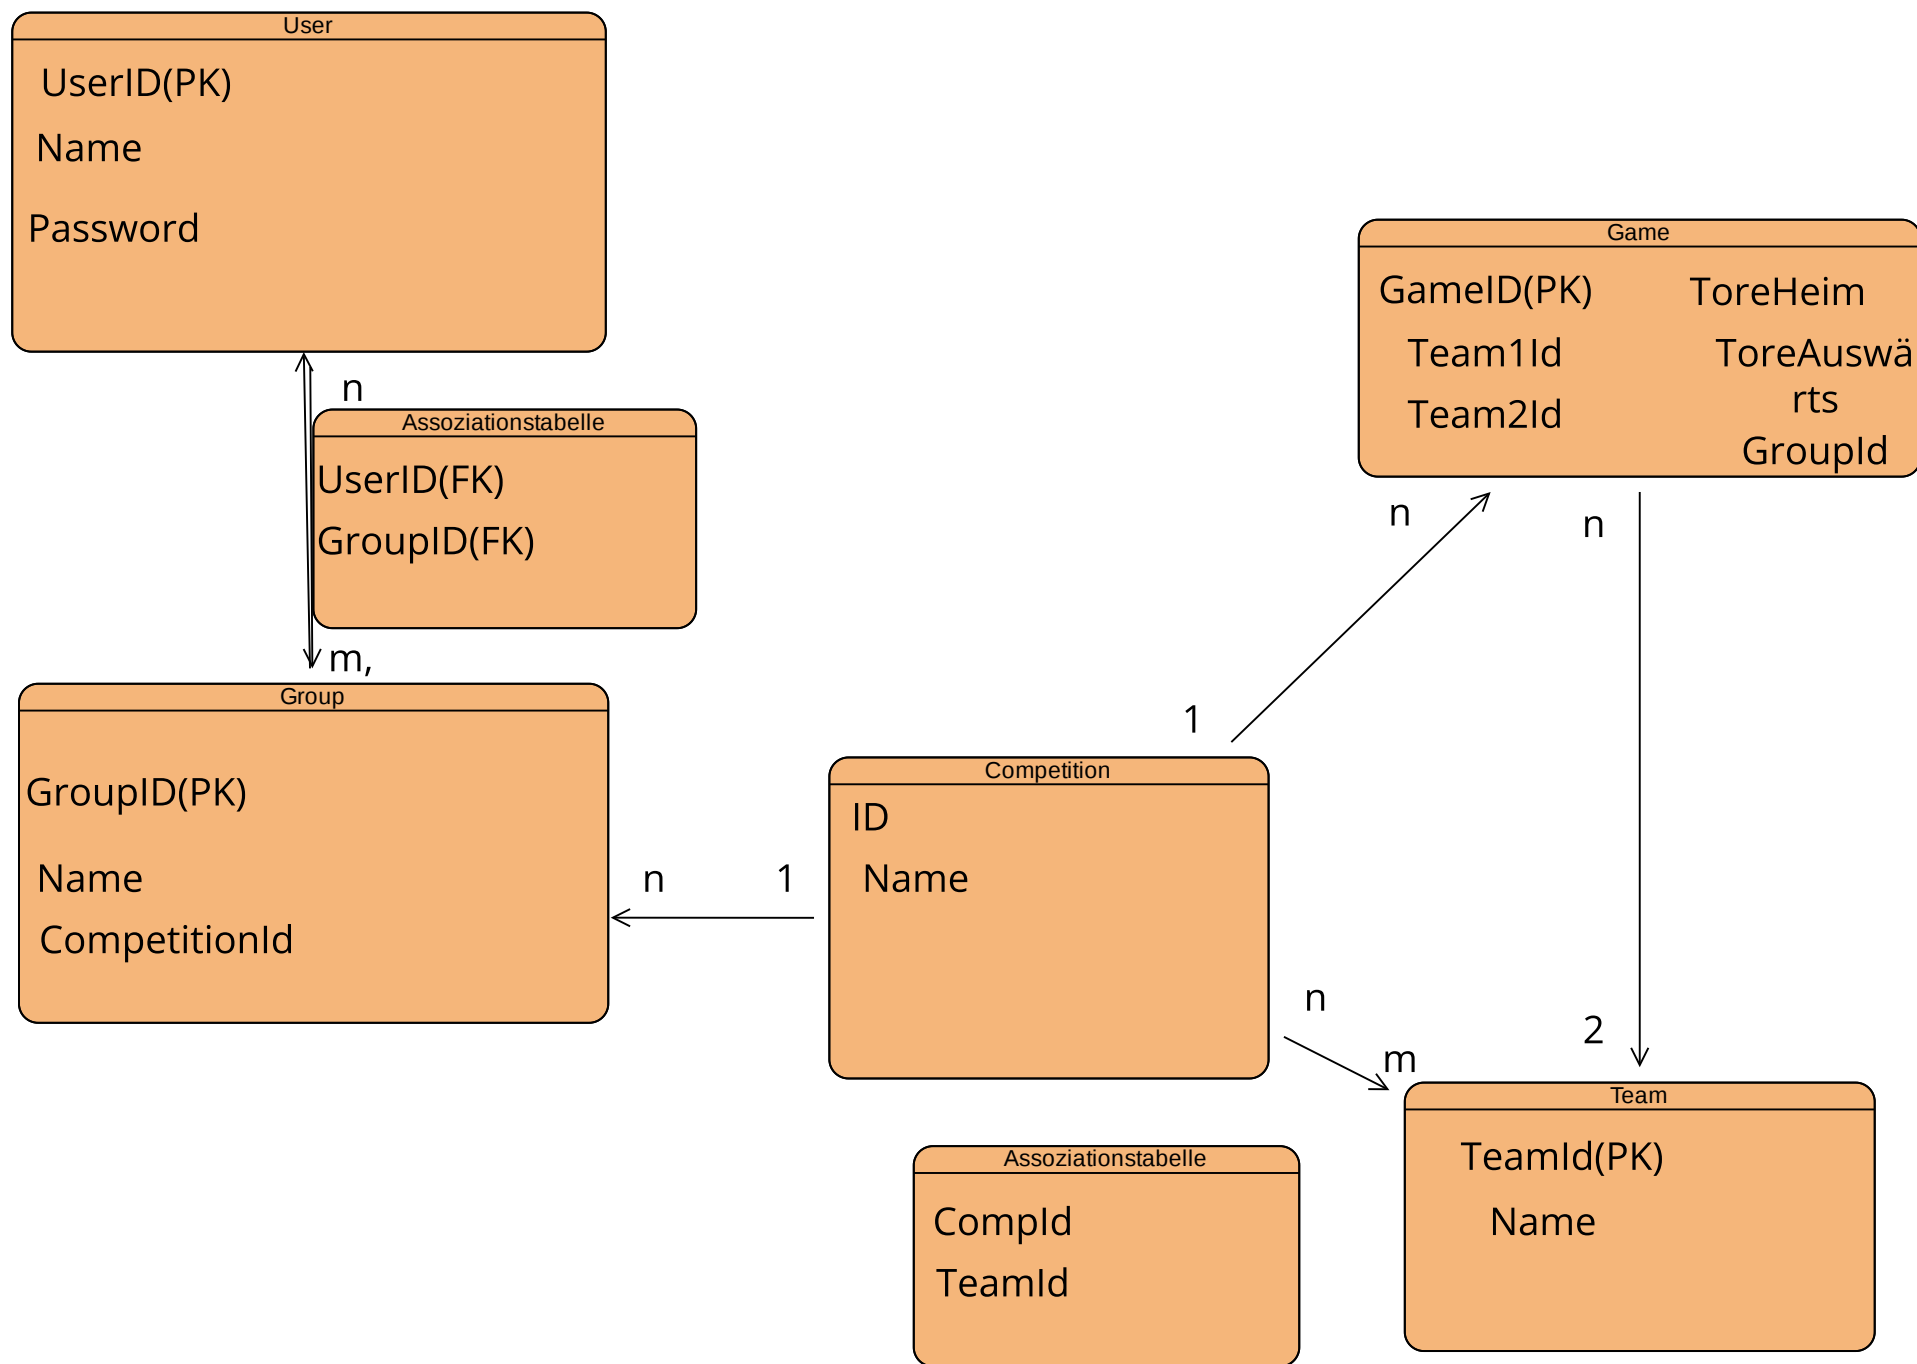 User
UserID(PK)
Name
Password
n
Assoziationstabelle
UserID(FK)
GroupID(FK)
m,
Group
GroupID(PK)
Name
CompetitionId
n
1
Competition
ID
Name
1
n
Game
GameID(PK)
Team1Id
Team2Id
ToreHeim
ToreAuswä
rts
GroupId
n
2
n
m
Team
TeamId(PK)
Name
Assoziationstabelle
CompId
TeamId